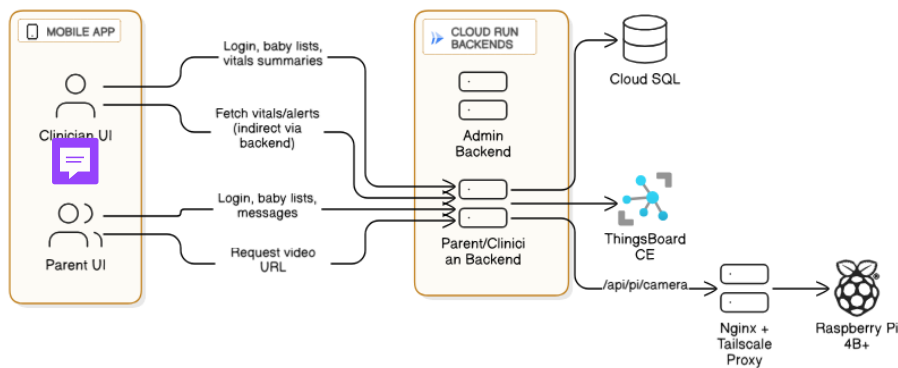 MOBILE APP
Clinician UI
Parent UI
Login, baby lists,
vitals summaries
Fetch vitals/alerts
(indirect via
backend)
Login, baby lists,
messages
Request video
URL
CLOUD RUN
BACKENDS
Admin
Backend
Parent/Clinici
an Backend
Cloud SQL
ThingsBoard
CE
/api/pi/camera
Nginx +
Tailscale
Proxy
Raspberry Pi
4B+